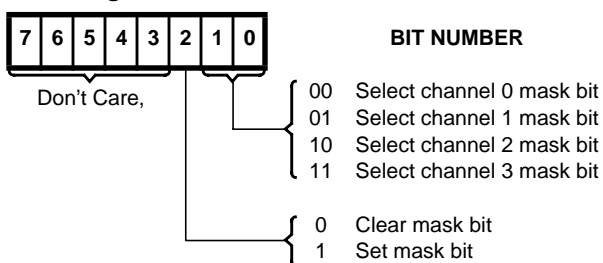 7 6 5 4 3 2 1 0 BIT NUMBER
Don't Care,
00 Select channel 0 mask bit
01 Select channel 1 mask bit
10 Select channel 2 mask bit
11 Select channel 3 mask bit
0 Clear mask bit
1 Set mask bit